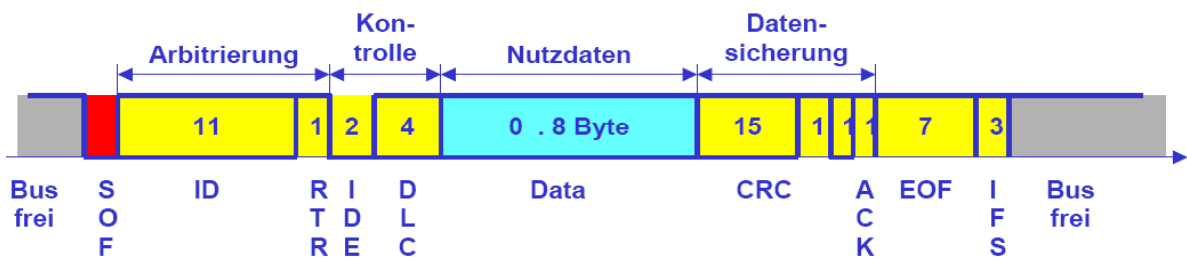 Kon-
trolle
Daten-
sicherung
Arbitrierung
Nutzdaten
11
1
2
4
0 . 8 Byte
15
1
1
1
7
3
Bus
frei
S
O
F
ID
R
T
R
I
D
E
D
L
C
Data
CRC
A
C
K
EOF
I
F
S
Bus
frei